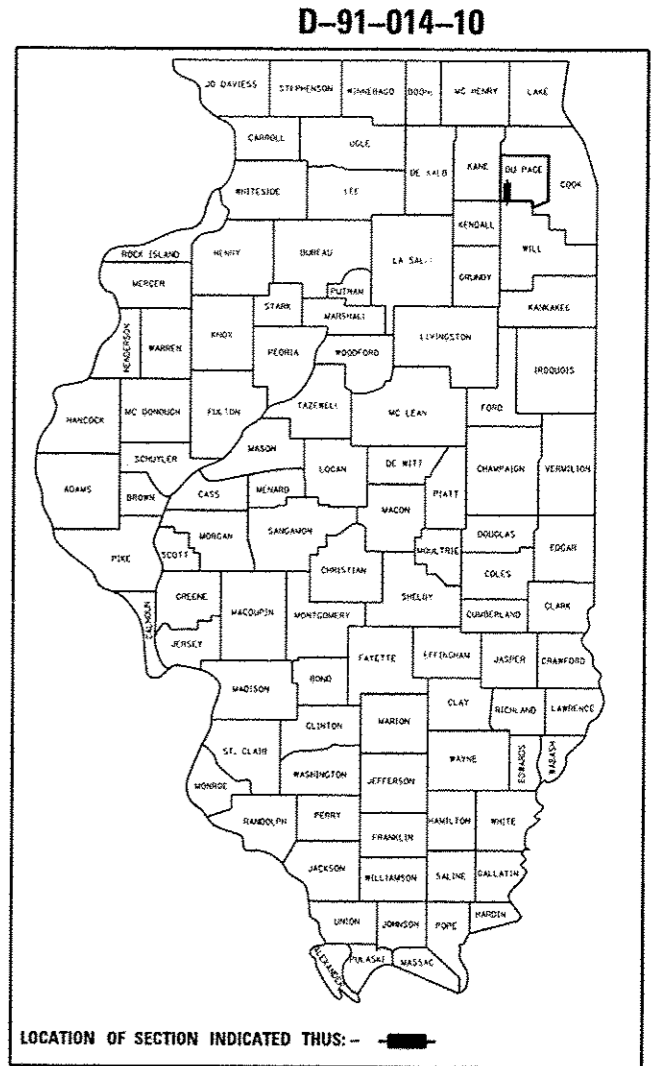 D-91-014-10
JO DAVIESS STEPHENSON WINNEBAGO BOONE MC HENRY LAKE
CARROLL OGLE
DE KALB KANE DU PAGE COOK
WHITESIDE LEE
KENDALL
ROCK ISLAND HENRY BUREAU LA SALLE WILL
GRUNDY
MERCER PUTNAM
STARK MARSHALL KANKAKEE
HENDERSON WARREN KNOX PEORIA WOODFORD LIVINGSTON
IROQUOIS
HANCOCK MC DONOUGH FULTON TAZEWELL MC LEAN FORD
MASON
SCHUYLER LOGAN DE WITT CHAMPAIGN VERMILION
ADAMS BROWN CASS MENARD PIATT
MACON
MORGAN SANGAMON DOUGLAS
PIKE SCOTT MOULTRIE EDGAR
CHRISTIAN COLES
CALHOUN GREENE MACOUPIN MONTGOMERY SHELBY CLARK
CUMBERLAND
JERSEY
FAYETTE EFFINGHAM JASPER CRAWFORD
MADISON BOND
CLAY RICHLAND LAWRENCE
CLINTON MARION
ST. CLAIR WAYNE EDWARDS WABASH
WASHINGTON JEFFERSON
MONROE
RANDOLPH PERRY HAMILTON WHITE
FRANKLIN
JACKSON WILLIAMSON SALINE GALLATIN
HARDIN
UNION JOHNSON POPE
ALEXANDER PULASKI MASSAC
LOCATION OF SECTION INDICATED THUS: -